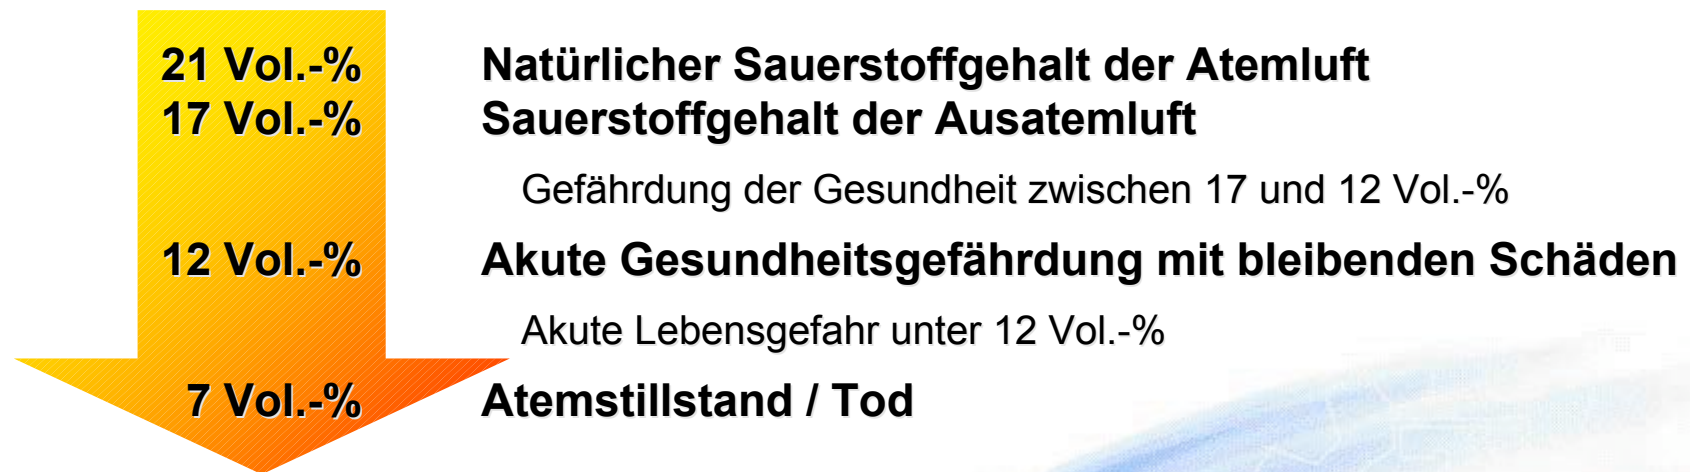 21 Vol.-% Natürlicher Sauerstoffgehalt der Atemluft
17 Vol.-% Sauerstoffgehalt der Ausatemluft
Gefährdung der Gesundheit zwischen 17 und 12 Vol.-%
12 Vol.-% Akute Gesundheitsgefährdung mit bleibenden Schäden
Akute Lebensgefahr unter 12 Vol.-%
7 Vol.-% Atemstillstand / Tod